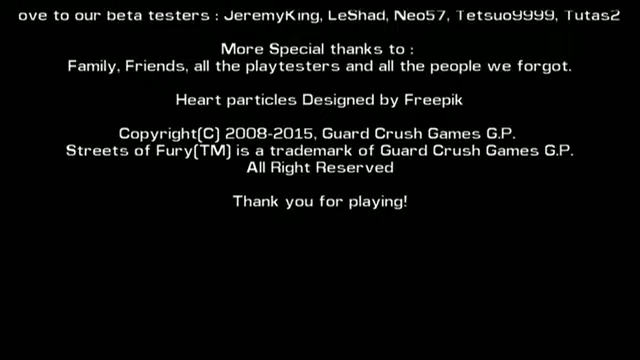 ove to our beta testers : JeremyKing, LeShad, Neo57, Tetsuo9999, Tutas2
More Special thanks to :
Family, Friends, all the playtesters and all the people we forgot.
Heart particles Designed by Freepik
Copyright(C) 2008-2015, Guard Crush Games G.P.
Streets of Fury(TM) is a trademark of Guard Crush Games G.P.
All Right Reserved
Thank you for playing!